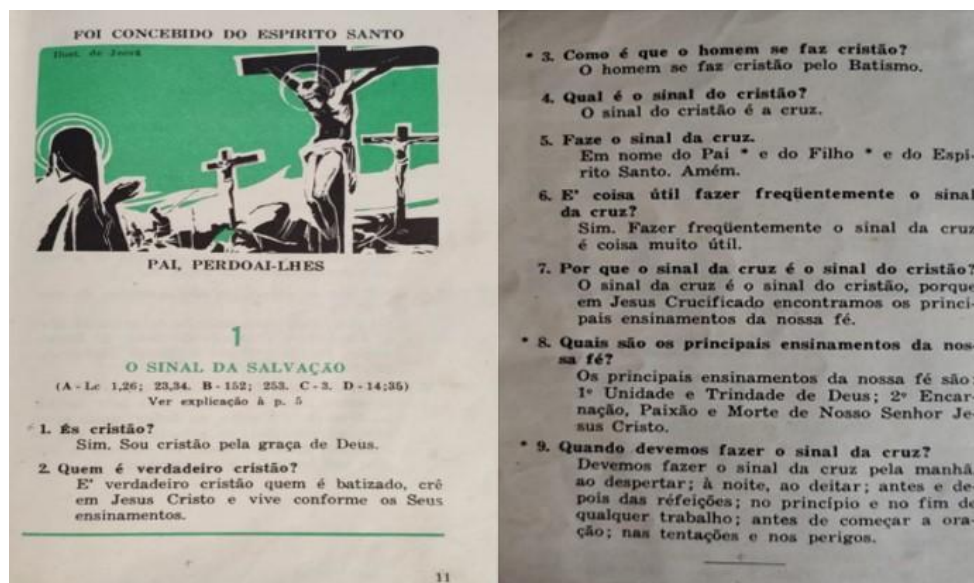 FOI CONCEBIDO DO ESPÍRITO SANTO
Ilust. de Joerá
PAI, PERDOAI-LHES
1
O SINAL DA SALVAÇÃO
(A - Lc 1,26; 23,34. B - 152; 253. C - 3. D - 14;35)
Ver explicação à p. 5
1. És cristão?
Sim. Sou cristão pela graça de Deus.
2. Quem é verdadeiro cristão?
E' verdadeiro cristão quem é batizado, crê
em Jesus Cristo e vive conforme os Seus
ensinamentos.
11
* 3. Como é que o homem se faz cristão?
O homem se faz cristão pelo Batismo.
4. Qual é o sinal do cristão?
O sinal do cristão é a cruz.
5. Faze o sinal da cruz.
Em nome do Pai * e do Filho * e do Espí-
rito Santo. Amém.
6. E' coisa útil fazer freqüentemente o sinal
da cruz?
Sim. Fazer freqüentemente o sinal da cruz
é coisa muito útil.
7. Por que o sinal da cruz é o sinal do cristão?
O sinal da cruz é o sinal do cristão, porque
em Jesus Crucificado encontramos os princi-
pais ensinamentos da nossa fé.
* 8. Quais são os principais ensinamentos da nos-
sa fé?
Os principais ensinamentos da nossa fé são:
1º Unidade e Trindade de Deus; 2º Encar-
nação, Paixão e Morte de Nosso Senhor Je-
sus Cristo.
* 9. Quando devemos fazer o sinal da cruz?
Devemos fazer o sinal da cruz pela manhã,
ao despertar; à noite, ao deitar; antes e de-
pois das réfeições; no princípio e no fim de
qualquer trabalho; antes de começar a ora-
ção; nas tentações e nos perigos.